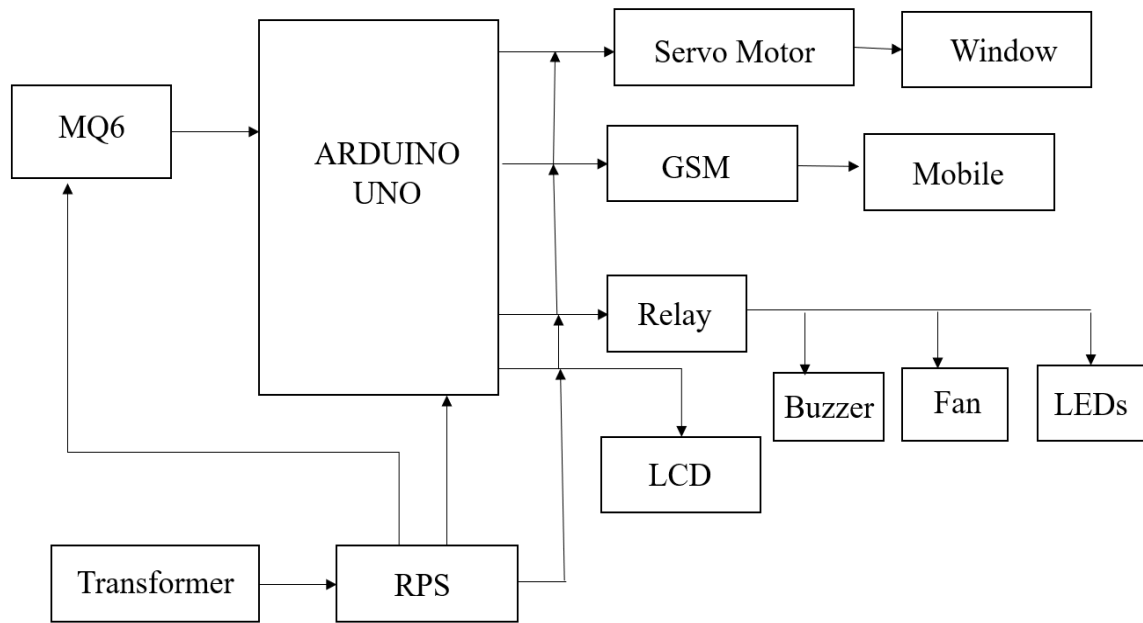 Servo Motor
Window
MQ6
ARDUINO
UNO
GSM
Mobile
Relay
Buzzer
Fan
LEDs
LCD
Transformer
RPS